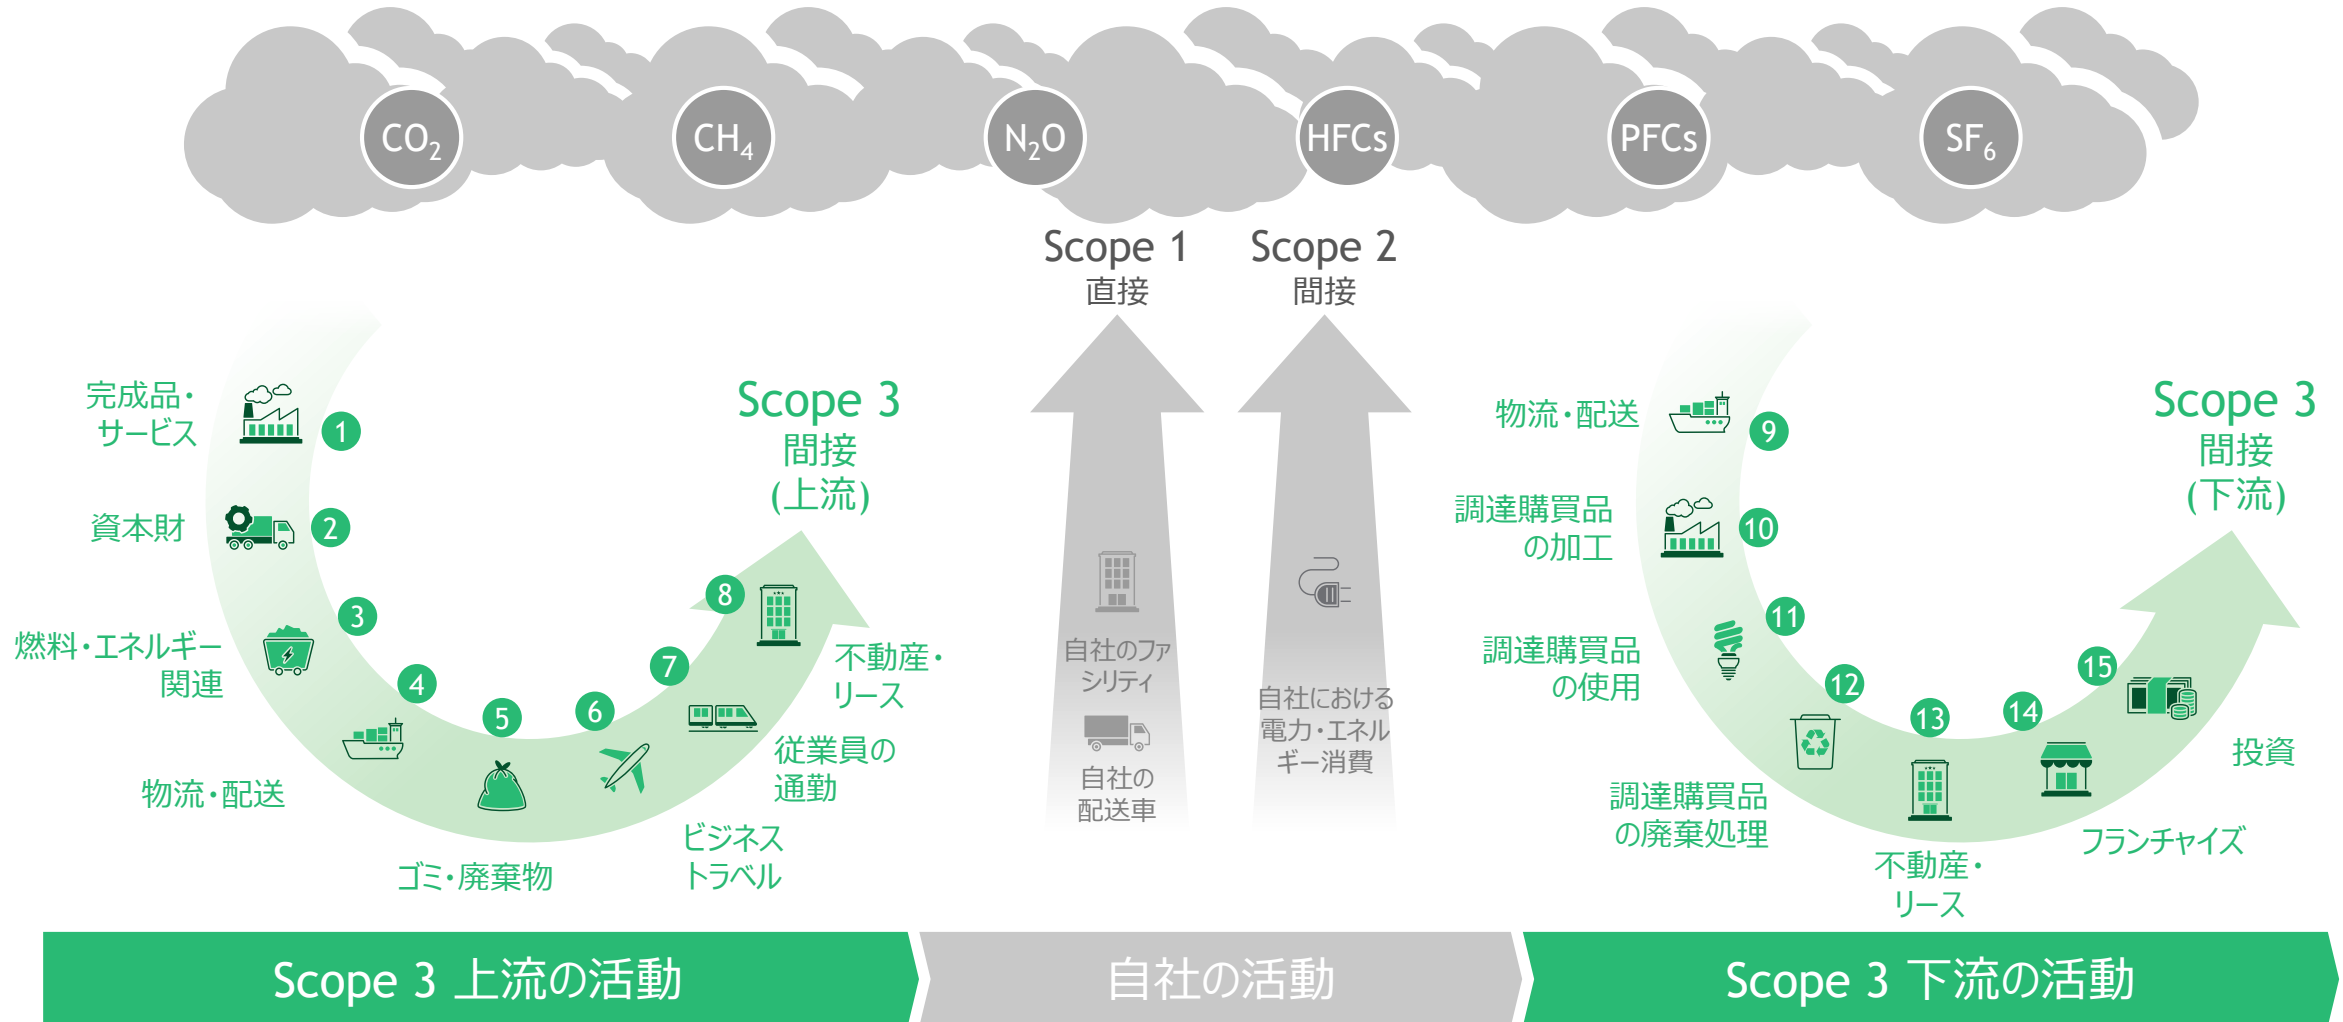 CO₂
CH₄
N₂O
HFCs
PFCs
SF₆
Scope 1
直接
Scope 2
間接
完成品・
サービス
1
資本財
2
燃料・エネルギー
関連
3
物流・配送
4
ゴミ・廃棄物
5
ビジネス
トラベル
6
従業員の
通勤
7
不動産・
リース
8
Scope 3
間接
(上流)
自社のファ
シリティ
自社の
配送車
自社における
電力・エネル
ギー消費
物流・配送
9
調達購買品
の加工
10
調達購買品
の使用
11
調達購買品
の廃棄処理
12
不動産・
リース
13
フランチャイズ
14
投資
15
Scope 3
間接
(下流)
Scope 3 上流の活動
自社の活動
Scope 3 下流の活動